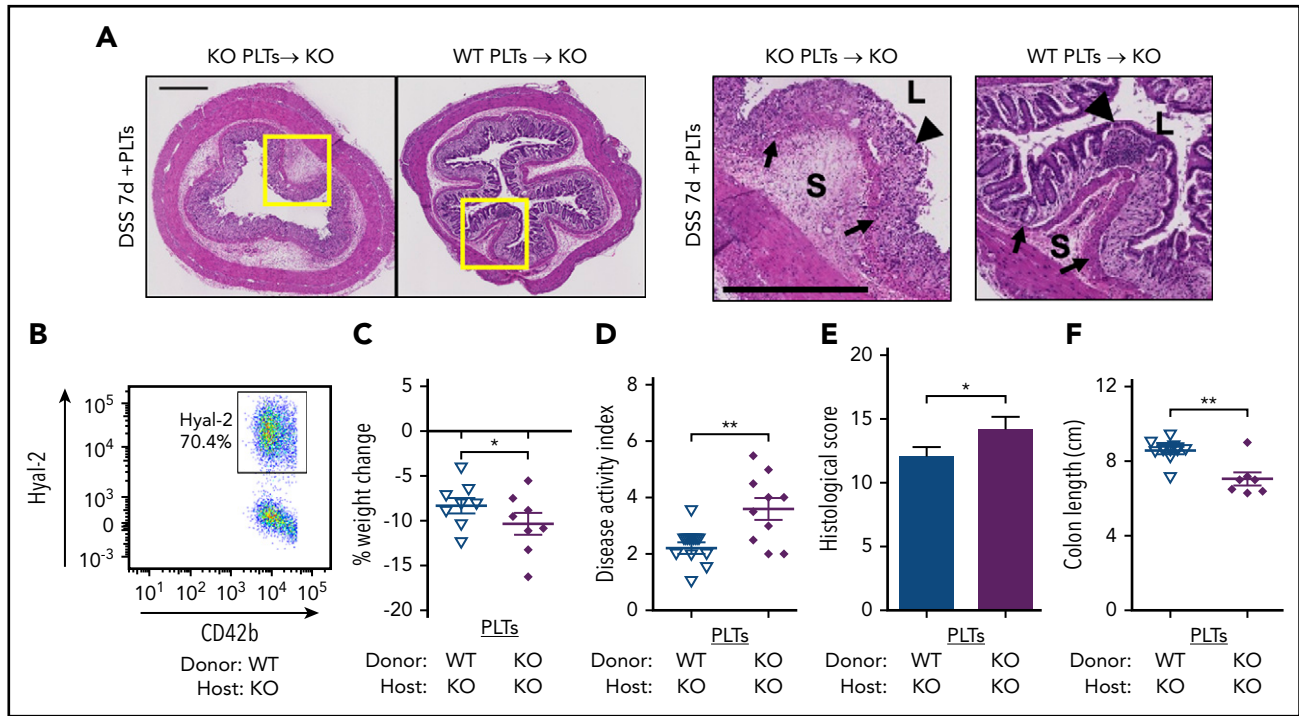 A
KO PLTs→ KO
WT PLTs → KO
KO PLTs → KO
WT PLTs → KO
DSS 7d +PLTs
DSS 7d +PLTs
L
S
L
S
B
Hyal-2
10^5
10^4
10^3
0
10^-3
Hyal-2
70.4%
10^1 10^2 10^3 10^4 10^5
CD42b
Donor: WT
Host: KO
C
% weight change
5
0
-5
-10
-15
-20
*
PLTs
Donor: WT KO
Host: KO KO
D
Disease activity index
8
6
4
2
0
**
PLTs
Donor: WT KO
Host: KO KO
E
Histological score
20
15
10
5
0
*
PLTs
Donor: WT KO
Host: KO KO
F
Colon length (cm)
12
8
4
0
**
PLTs
Donor: WT KO
Host: KO KO